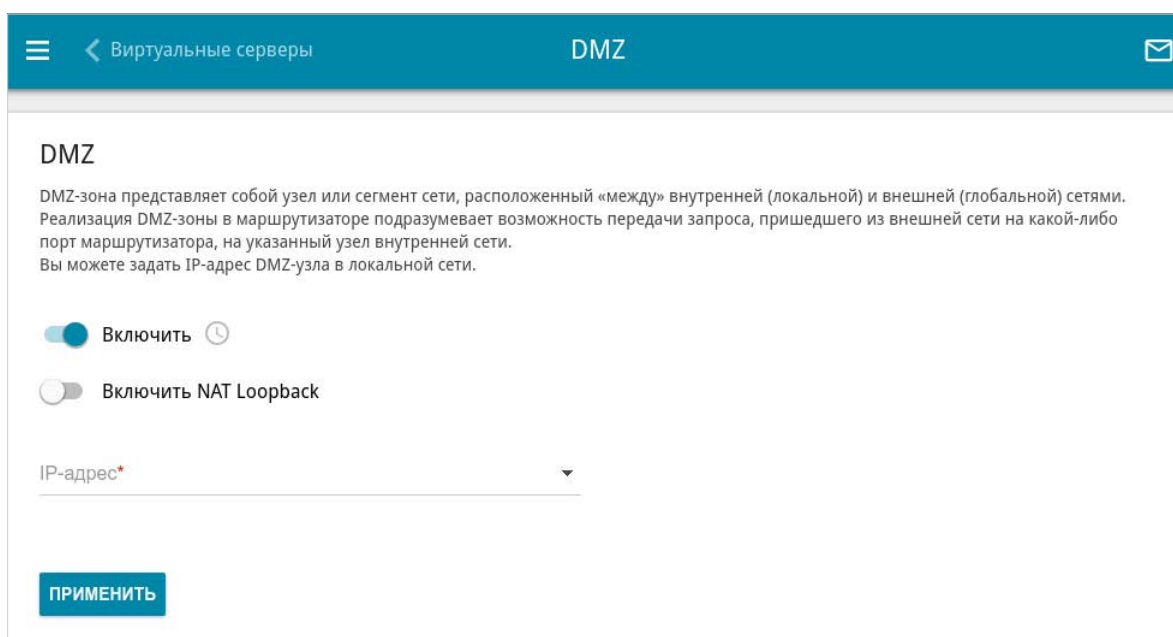 Виртуальные серверы
DMZ
DMZ
DMZ-зона представляет собой узел или сегмент сети, расположенный «между» внутренней (локальной) и внешней (глобальной) сетями.
Реализация DMZ-зоны в маршрутизаторе подразумевает возможность передачи запроса, пришедшего из внешней сети на какой-либо
порт маршрутизатора, на указанный узел внутренней сети.
Вы можете задать IP-адрес DMZ-узла в локальной сети.
Включить
Включить NAT Loopback
IP-адрес*
ПРИМЕНИТЬ